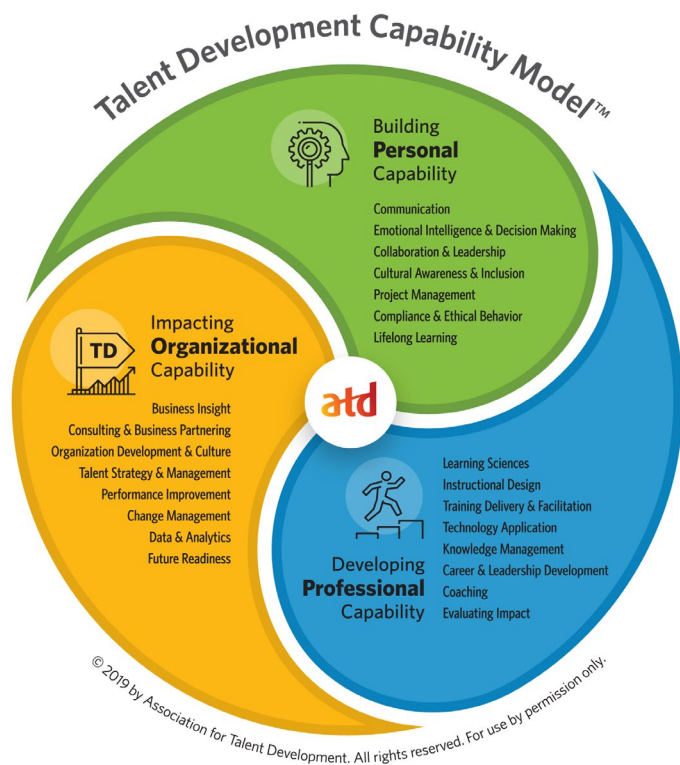 Talent Development Capability Model™
Building
Personal
Capability
Communication
Emotional Intelligence & Decision Making
Collaboration & Leadership
Cultural Awareness & Inclusion
Project Management
Compliance & Ethical Behavior
Lifelong Learning
TD
Impacting
Organizational
Capability
Business Insight
Consulting & Business Partnering
Organization Development & Culture
Talent Strategy & Management
Performance Improvement
Change Management
Data & Analytics
Future Readiness
atd
Developing
Professional
Capability
Learning Sciences
Instructional Design
Training Delivery & Facilitation
Technology Application
Knowledge Management
Career & Leadership Development
Coaching
Evaluating Impact
© 2019 by Association for Talent Development. All rights reserved. For use by permission only.